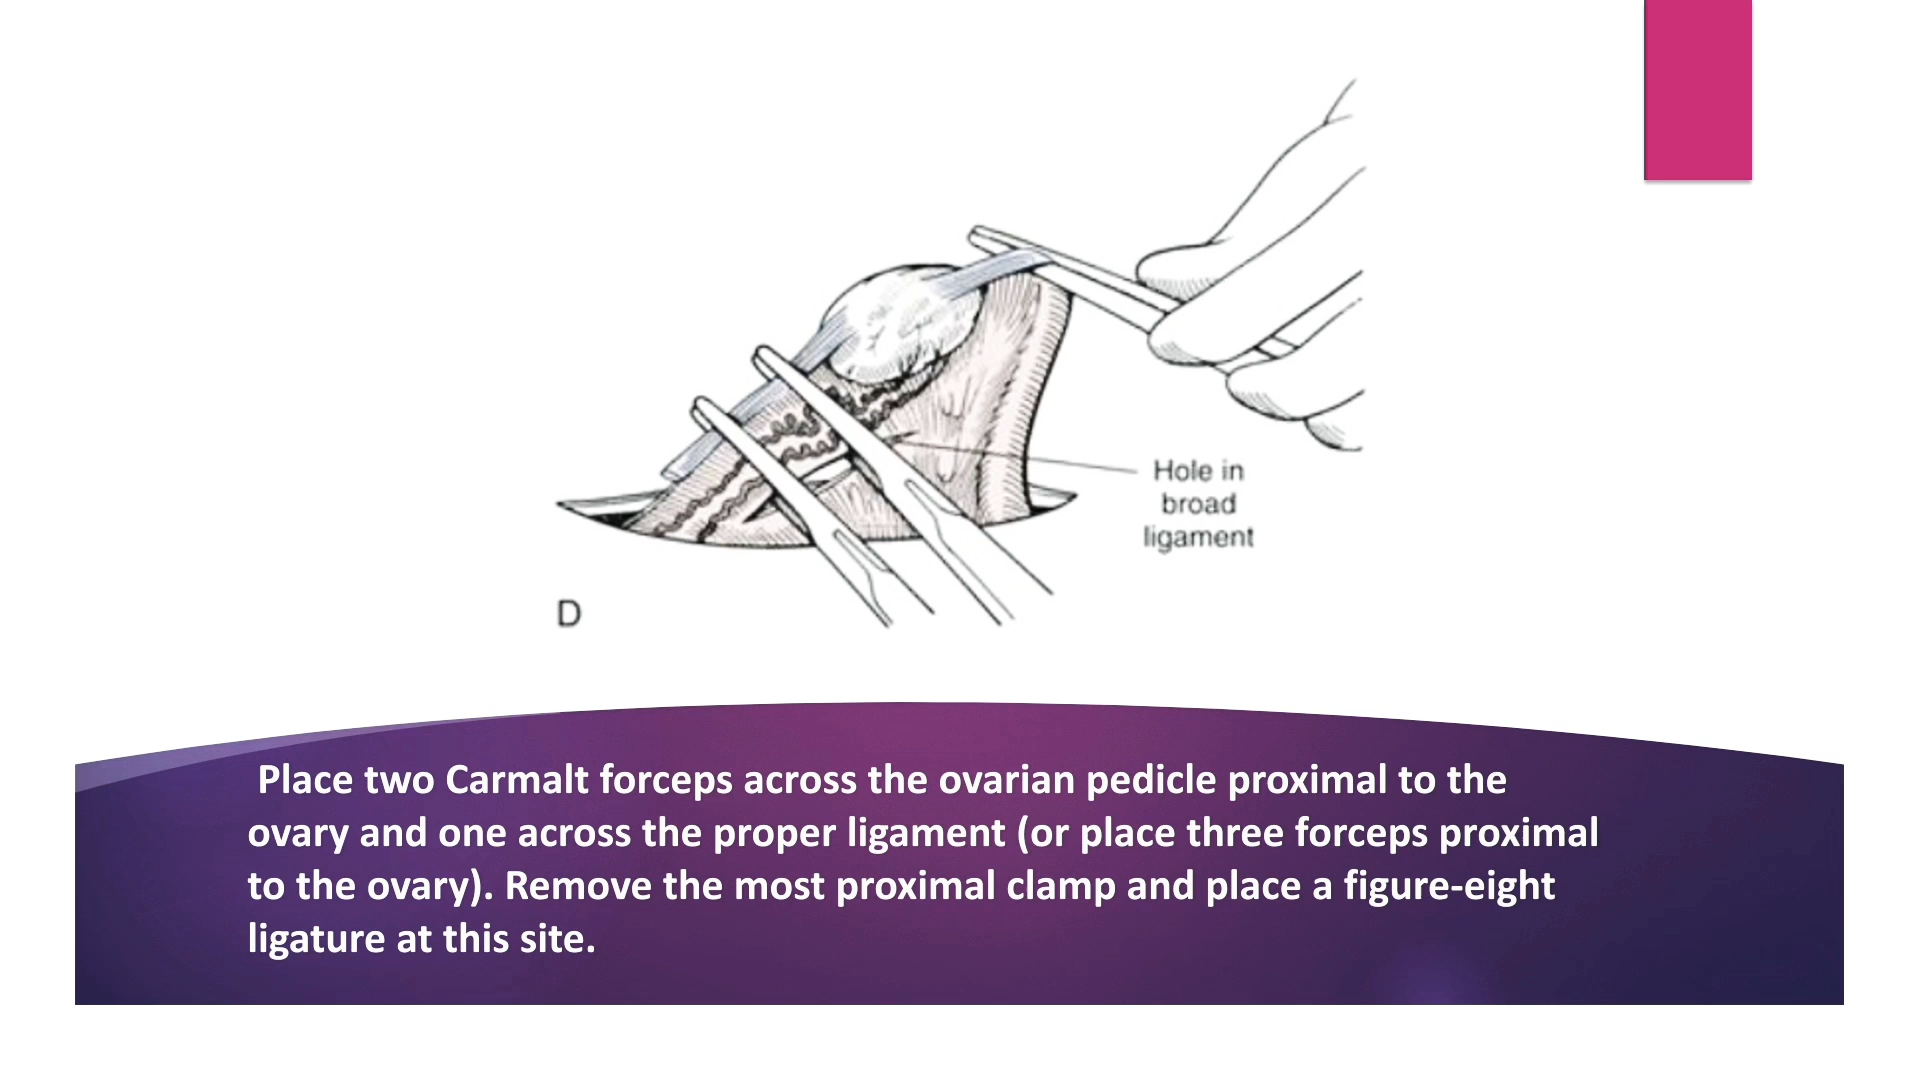 Hole in
broad
ligament
D
Place two Carmalt forceps across the ovarian pedicle proximal to the
ovary and one across the proper ligament (or place three forceps proximal
to the ovary). Remove the most proximal clamp and place a figure-eight
ligature at this site.